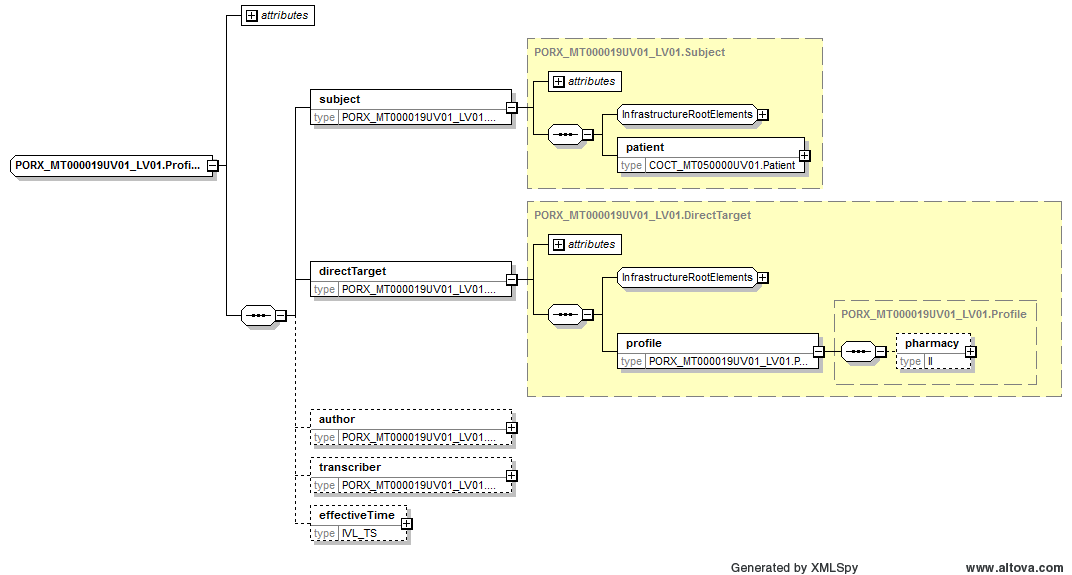 attributes
PORX_MT000019UV01_LV01.Profi...
PORX_MT000019UV01_LV01.Subject
attributes
subject
type PORX_MT000019UV01_LV01....
InfrastructureRootElements
patient
type COCT_MT050000UV01.Patient
PORX_MT000019UV01_LV01.DirectTarget
attributes
directTarget
type PORX_MT000019UV01_LV01....
InfrastructureRootElements
profile
type PORX_MT000019UV01_LV01.P...
PORX_MT000019UV01_LV01.Profile
pharmacy
type II
author
type PORX_MT000019UV01_LV01....
transcriber
type PORX_MT000019UV01_LV01....
effectiveTime
type IVL_TS
Generated by XMLSpy
www.altova.com